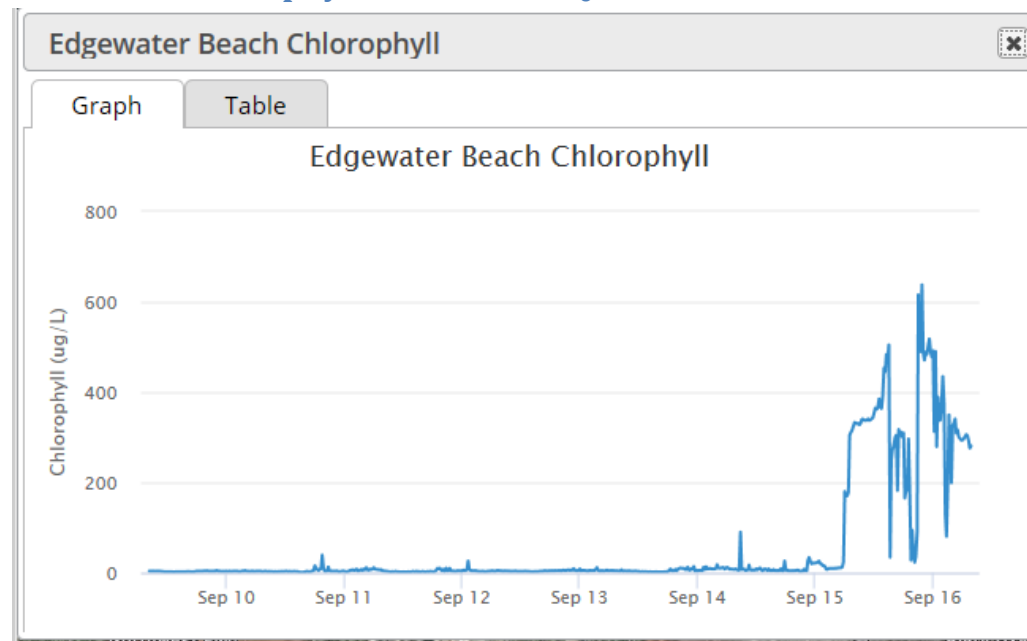 Edgewater Beach Chlorophyll
Graph Table
Edgewater Beach Chlorophyll
800
600
400
200
0
Chlorophyll (ug/L)
Sep 10 Sep 11 Sep 12 Sep 13 Sep 14 Sep 15 Sep 16